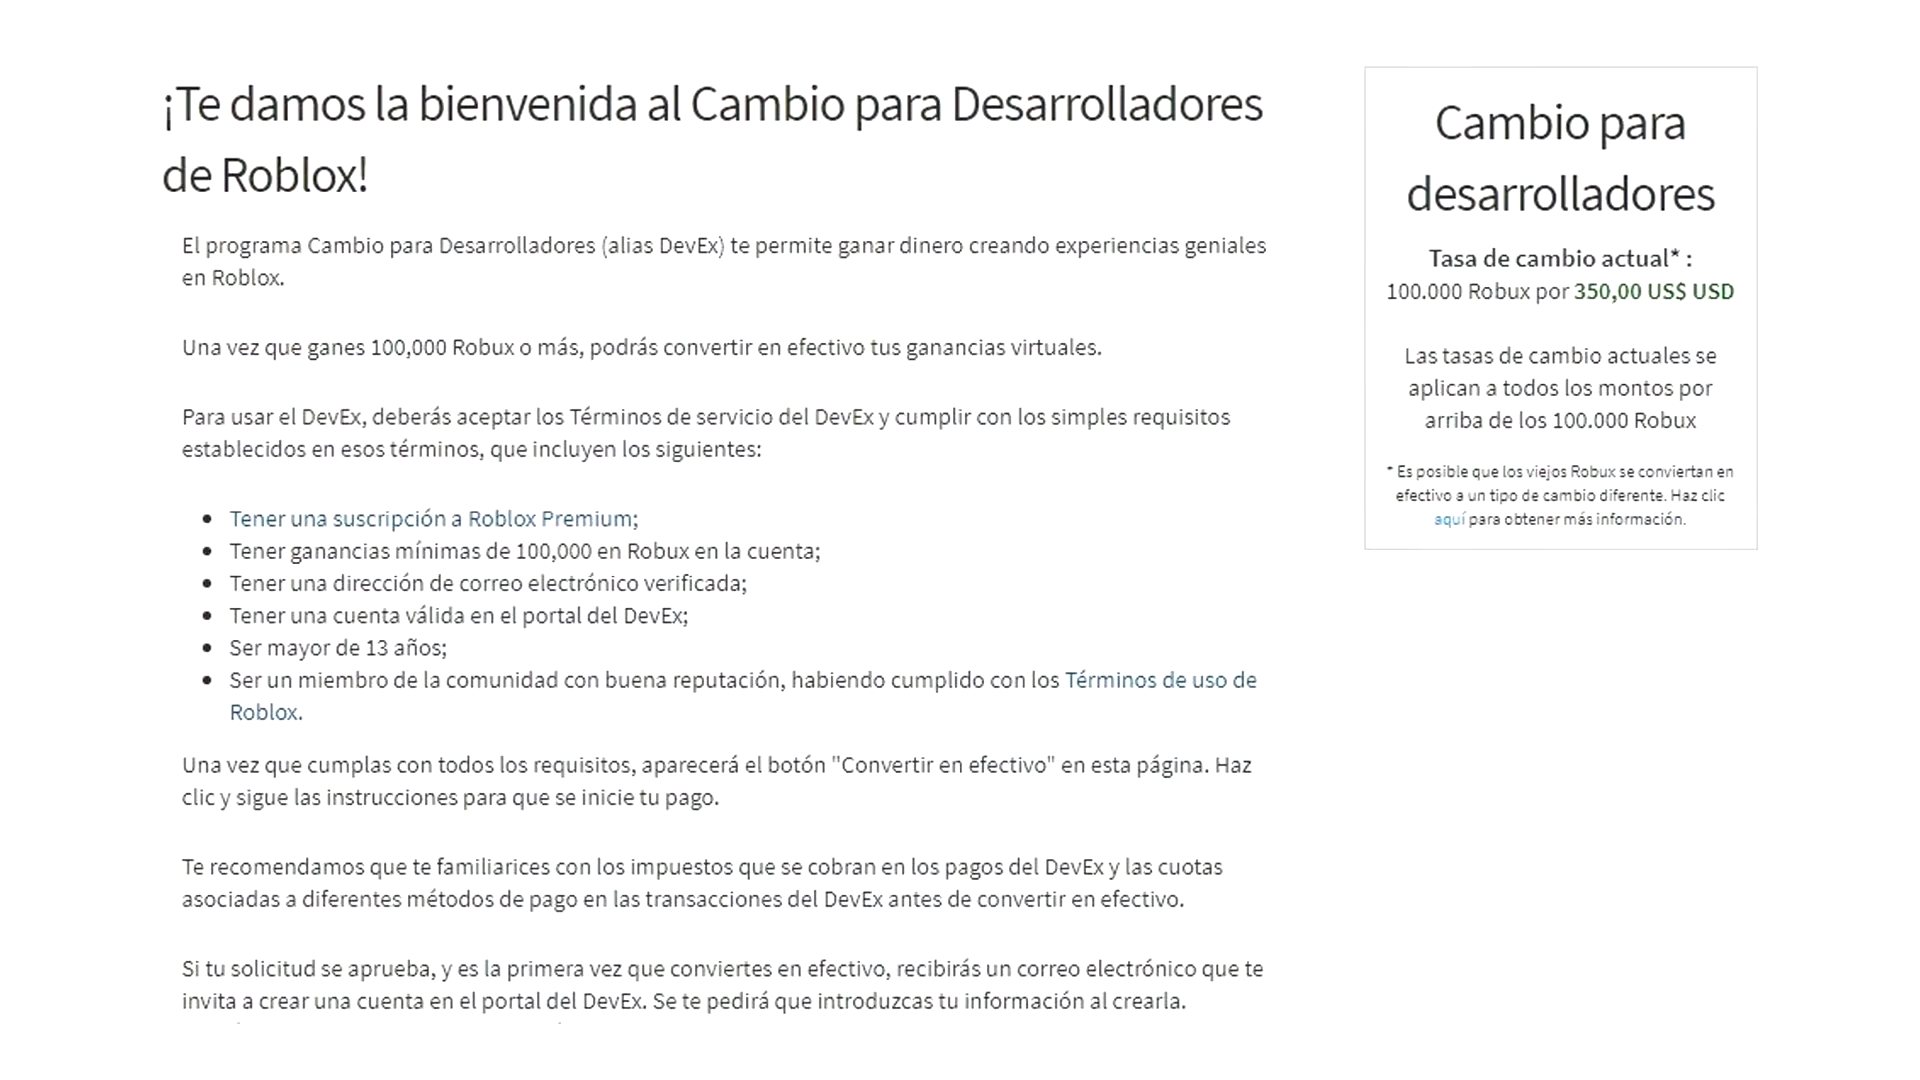 ¡Te damos la bienvenida al Cambio para Desarrolladores
de Roblox!
El programa Cambio para Desarrolladores (alias DevEx) te permite ganar dinero creando experiencias geniales
en Roblox.
Una vez que ganes 100,000 Robux o más, podrás convertir en efectivo tus ganancias virtuales.
Para usar el DevEx, deberás aceptar los Términos de servicio del DevEx y cumplir con los simples requisitos
establecidos en esos términos, que incluyen los siguientes:
• Tener una suscripción a Roblox Premium;
• Tener ganancias mínimas de 100,000 en Robux en la cuenta;
• Tener una dirección de correo electrónico verificada;
• Tener una cuenta válida en el portal del DevEx;
• Ser mayor de 13 años;
• Ser un miembro de la comunidad con buena reputación, habiendo cumplido con los Términos de uso de
Roblox.
Una vez que cumplas con todos los requisitos, aparecerá el botón "Convertir en efectivo" en esta página. Haz
clic y sigue las instrucciones para que se inicie tu pago.
Te recomendamos que te familiarices con los impuestos que se cobran en los pagos del DevEx y las cuotas
asociadas a diferentes métodos de pago en las transacciones del DevEx antes de convertir en efectivo.
Si tu solicitud se aprueba, y es la primera vez que conviertes en efectivo, recibirás un correo electrónico que te
invita a crear una cuenta en el portal del DevEx. Se te pedirá que introduzcas tu información al crearla.
Cambio para
desarrolladores
Tasa de cambio actual* :
100.000 Robux por 350,00 US$ USD
Las tasas de cambio actuales se
aplican a todos los montos por
arriba de los 100.000 Robux
* Es posible que los viejos Robux se conviertan en
efectivo a un tipo de cambio diferente. Haz clic
aquí para obtener más información.